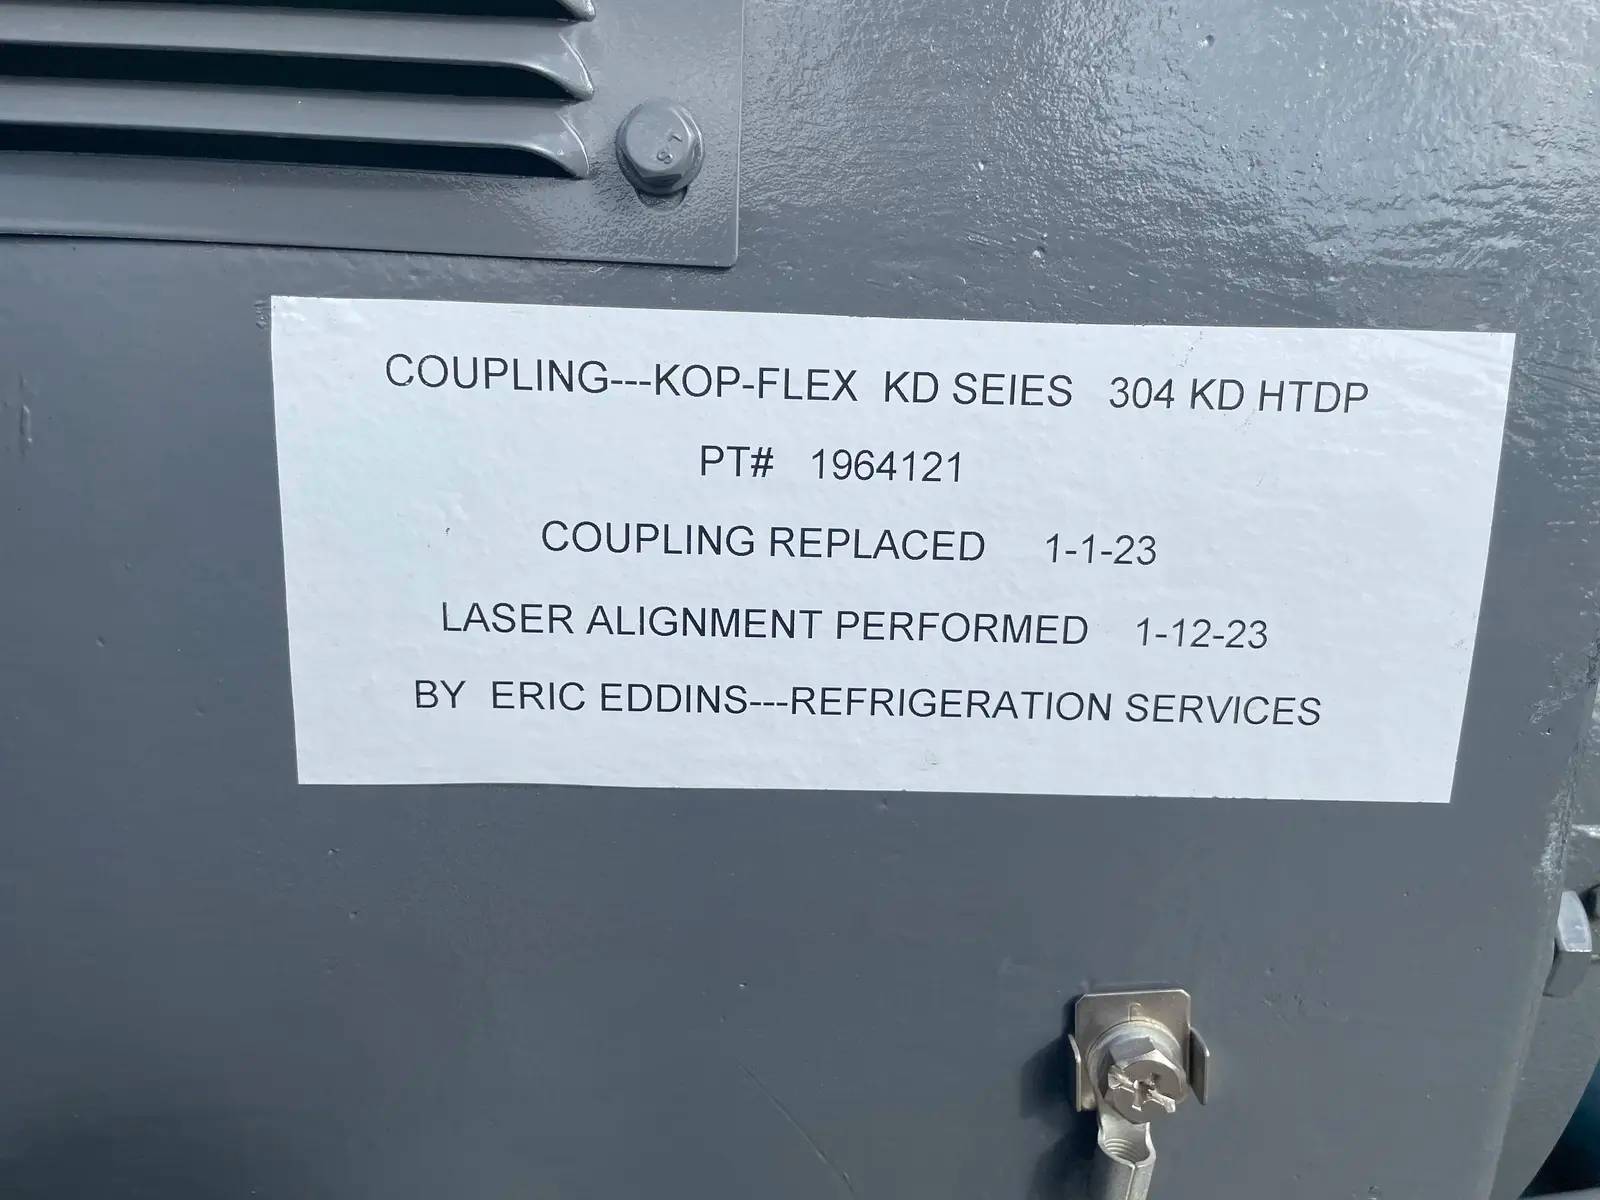 COUPLING---KOP-FLEX KD SEIES 304 KD HTDP
PT# 1964121
COUPLING REPLACED 1-1-23
LASER ALIGNMENT PERFORMED 1-12-23
BY ERIC EDDINS---REFRIGERATION SERVICES